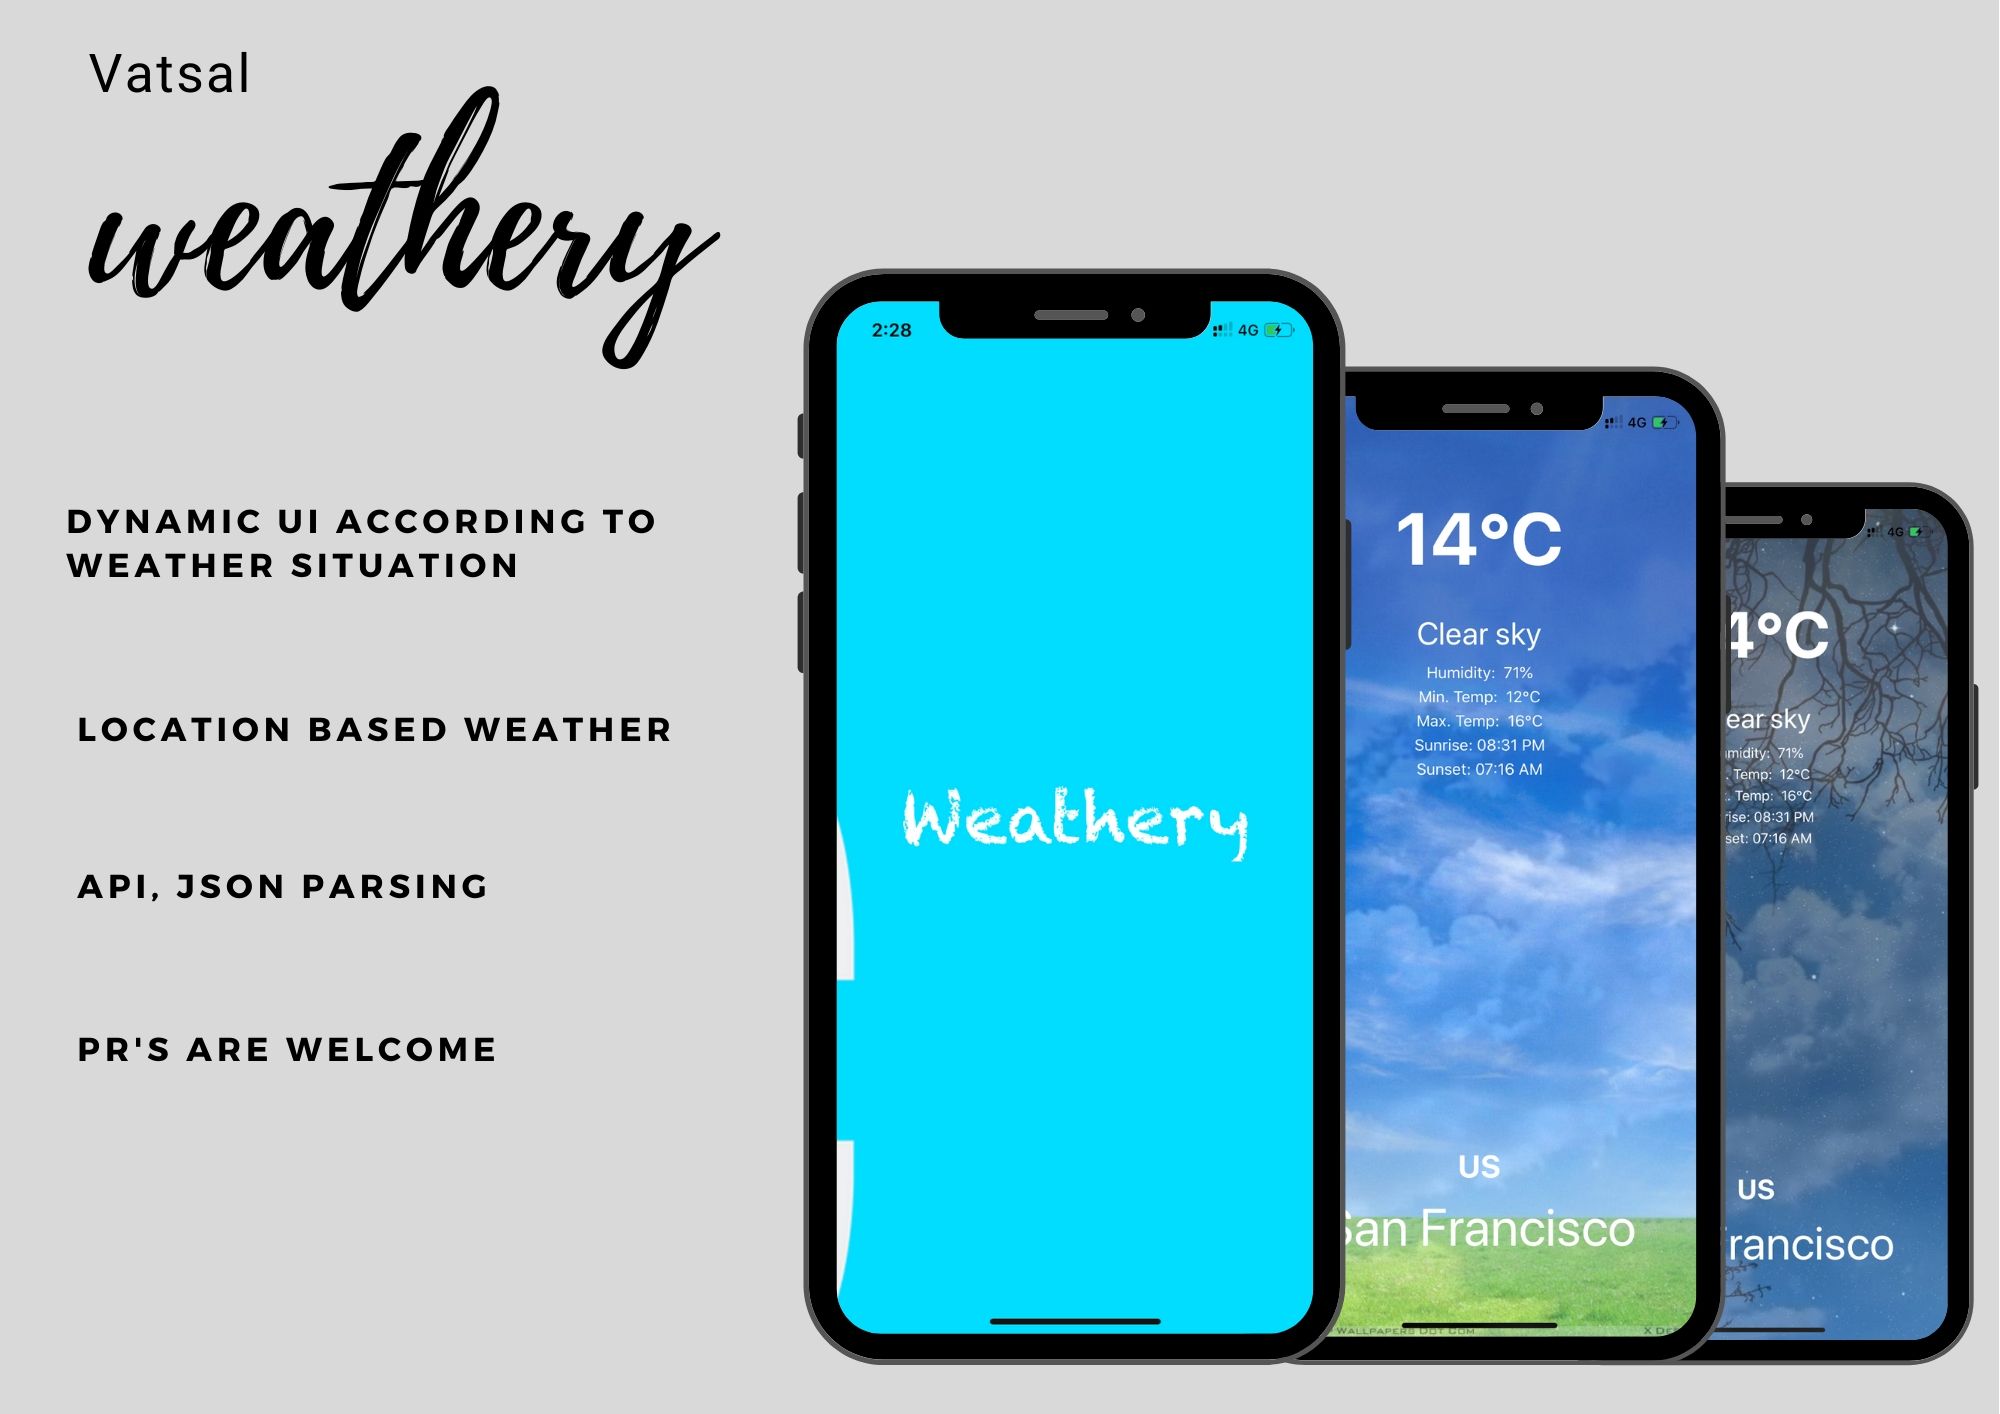 Vatsal
weathery
DYNAMIC UI ACCORDING TO
WEATHER SITUATION
LOCATION BASED WEATHER
API, JSON PARSING
PR'S ARE WELCOME
2:28
4G
Weathery
4G
14°C
Clear sky
Humidity: 71%
Min. Temp: 12°C
Max. Temp: 16°C
Sunrise: 08:31 PM
Sunset: 07:16 AM
US
San Francisco
WALLPAPERS DOT COM
4G
4°C
ear sky
midity: 71%
. Temp: 12°C
. Temp: 16°C
rise: 08:31 PM
set: 07:16 AM
US
rancisco